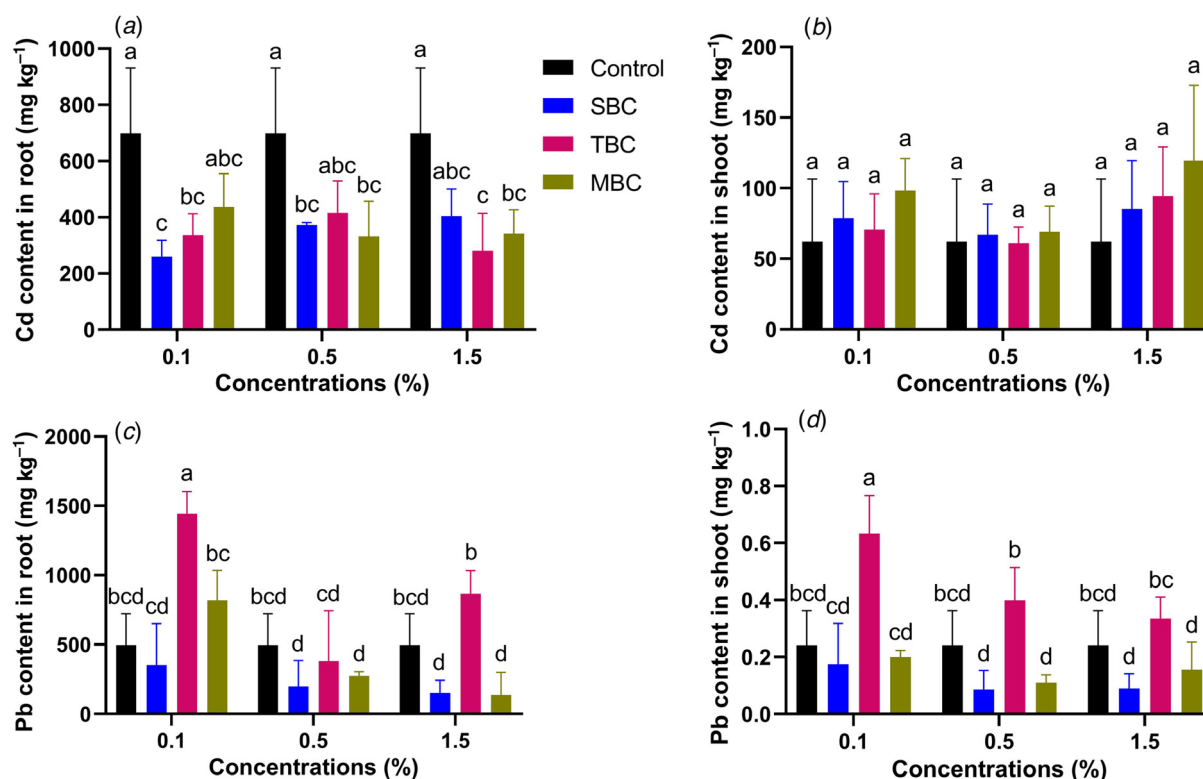 (a)
Cd content in root (mg kg⁻¹)
1000
800
600
400
200
0
a
c
bc
abc
a
bc
abc
bc
a
abc
c
bc
0.1
0.5
1.5
Concentrations (%)
Control
SBC
TBC
MBC
(b)
Cd content in shoot (mg kg⁻¹)
200
150
100
50
0
a
a
a
a
a
a
a
a
a
a
a
a
0.1
0.5
1.5
Concentrations (%)
(c)
Pb content in root (mg kg⁻¹)
2000
1500
1000
500
0
bcd
cd
a
bc
bcd
d
cd
d
bcd
d
b
d
0.1
0.5
1.5
Concentrations (%)
(d)
Pb content in shoot (mg kg⁻¹)
1.0
0.8
0.6
0.4
0.2
0.0
bcd
cd
a
cd
bcd
d
b
d
bcd
d
bc
d
0.1
0.5
1.5
Concentrations (%)